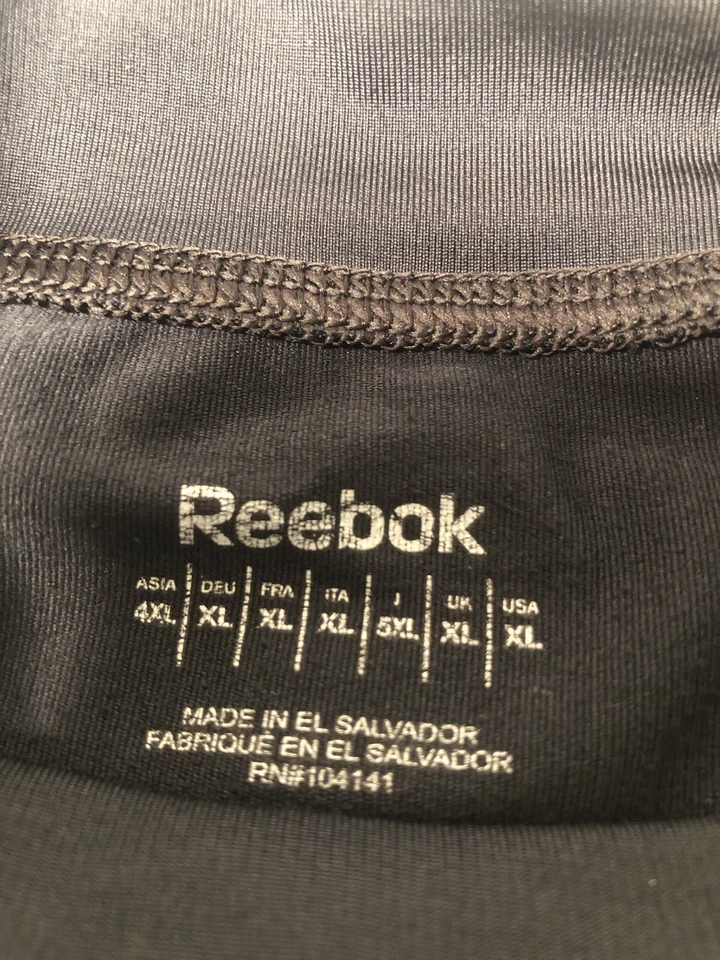 Reebok
ASIA DEU FRA ITA J UK USA
4XL XL XL XL 5XL XL XL
MADE IN EL SALVADOR
FABRIQUÉ EN EL SALVADOR
RN#104141